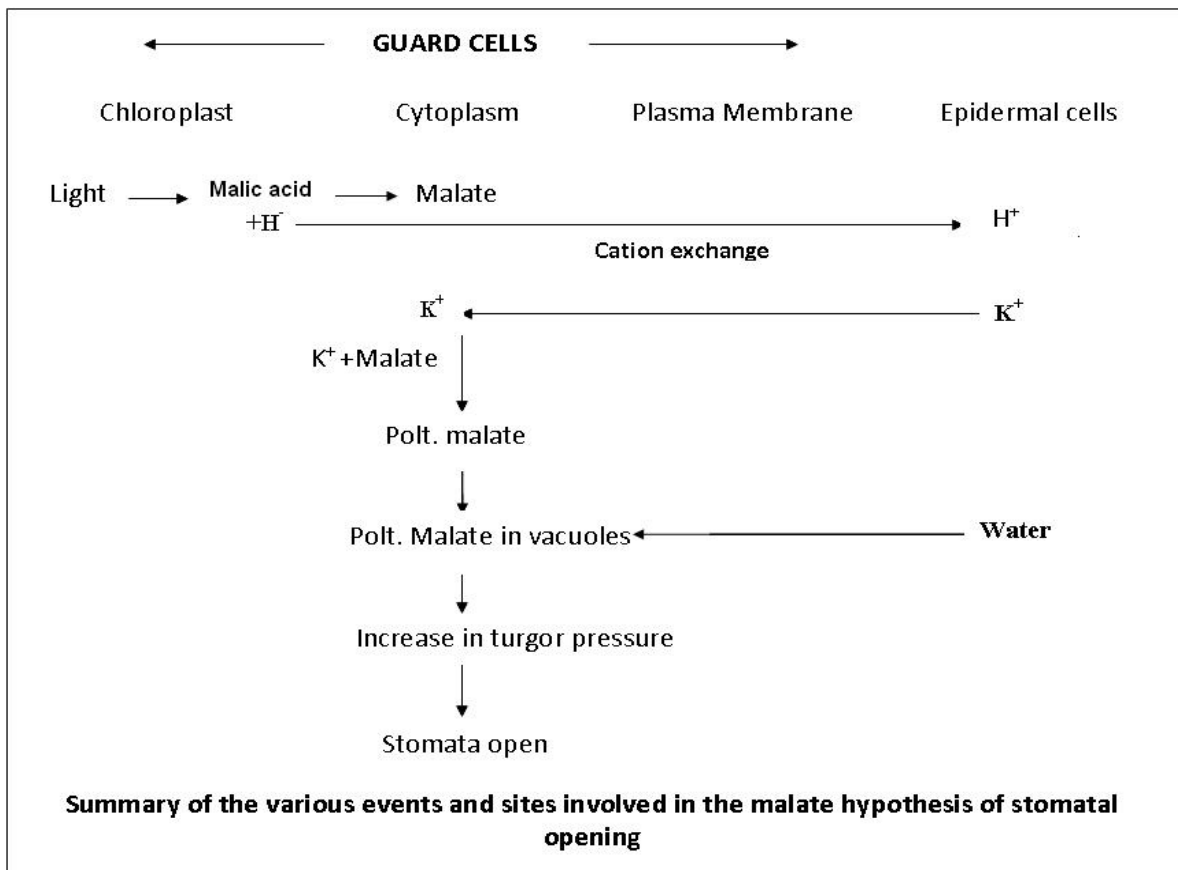 GUARD CELLS
Chloroplast Cytoplasm Plasma Membrane Epidermal cells
Light Malic acid Malate
+H⁻ H⁺
Cation exchange
K⁺ K⁺
K⁺ +Malate
Polt. malate
Polt. Malate in vacuoles Water
Increase in turgor pressure
Stomata open
Summary of the various events and sites involved in the malate hypothesis of stomatal
opening